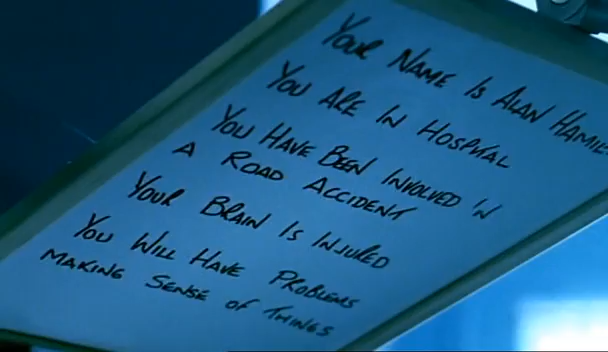 Your Name Is Alan Hamil
You Are In Hospital
You Have Been Involved In
A Road Accident
Your Brain Is Injured
You Will Have Problems
Making Sense of Things